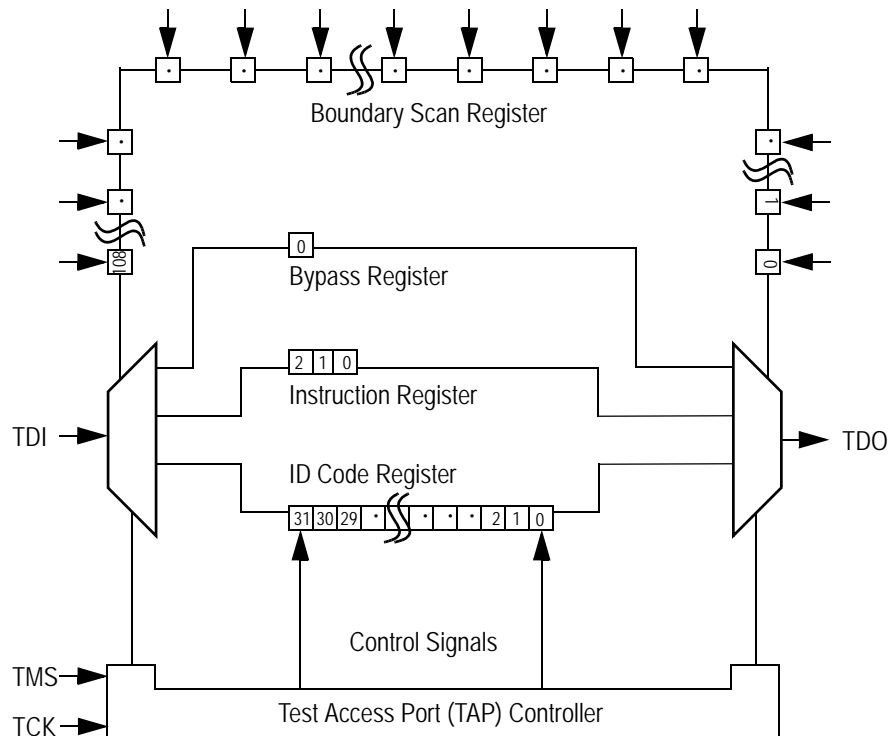 Boundary Scan Register
1
108
0
0
Bypass Register
2 1 0
Instruction Register
TDI
TDO
ID Code Register
31 30 29 · · · · 2 1 0
Control Signals
TMS
Test Access Port (TAP) Controller
TCK